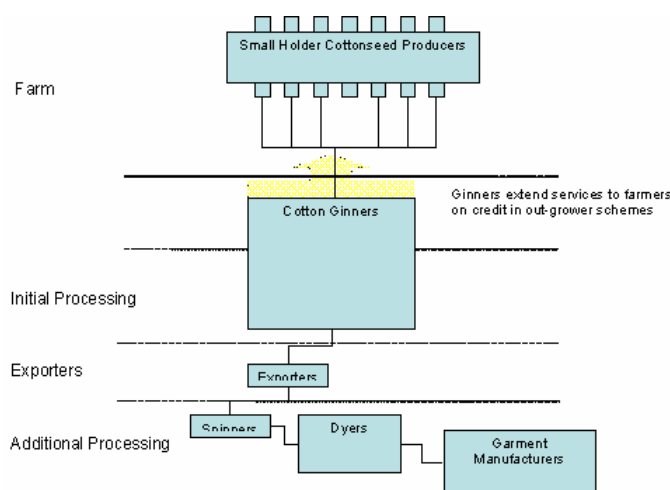 Small Holder Cottonseed Producers
Farm
Ginners extend services to farmers
on credit in out-grower schemes
Cotton Ginners
Initial Processing
Exporters
Exporters
Spinners
Dyers
Additional Processing
Garment
Manufacturers